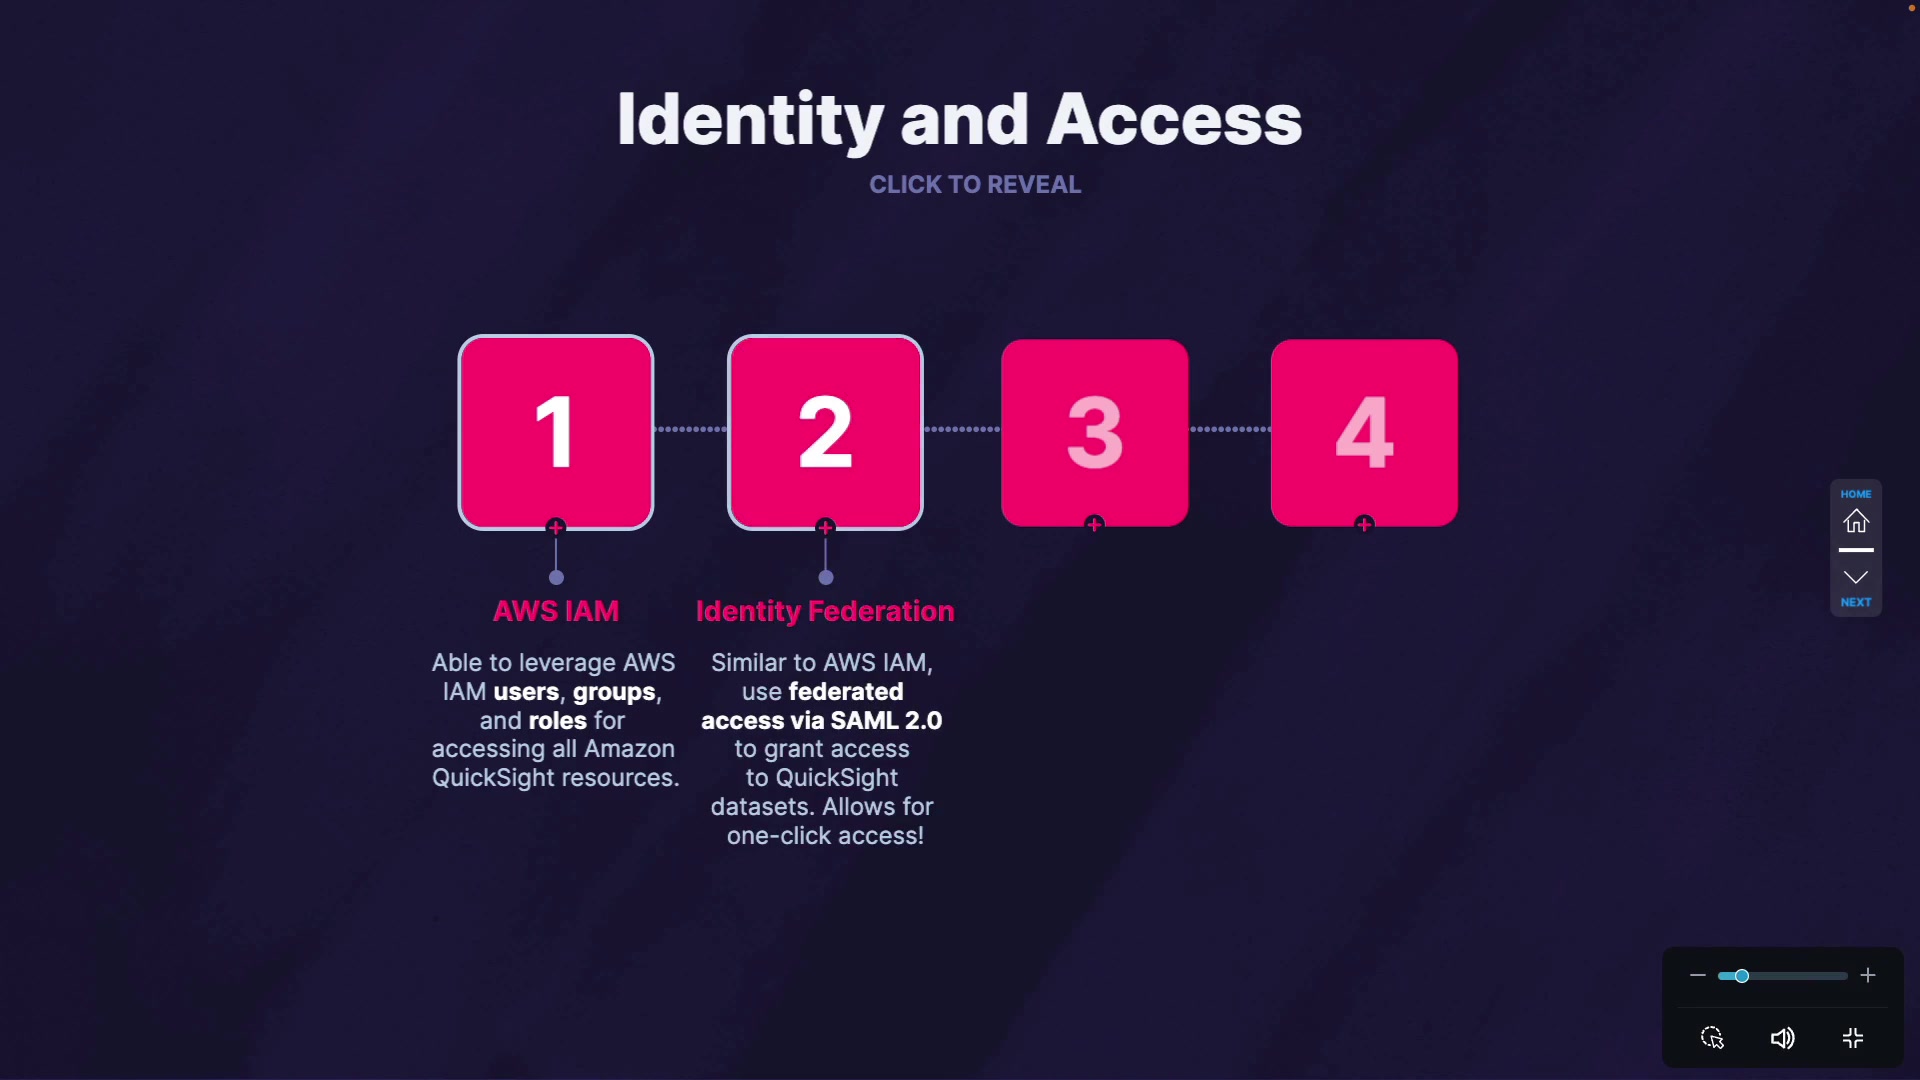 Identity and Access
CLICK TO REVEAL
1
2
3
4
AWS IAM
Able to leverage AWS
IAM users, groups,
and roles for
accessing all Amazon
QuickSight resources.
Identity Federation
Similar to AWS IAM,
use federated
access via SAML 2.0
to grant access
to QuickSight
datasets. Allows for
one-click access!
HOME
NEXT